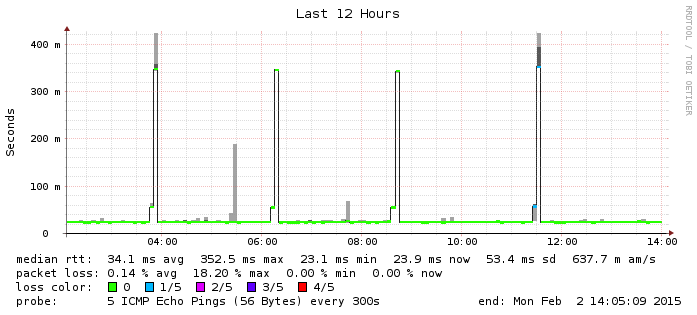 Last 12 Hours
RRDTOOL / TOBI OETIKER
Seconds
400 m
300 m
200 m
100 m
0
04:00 06:00 08:00 10:00 12:00 14:00
median rtt: 34.1 ms avg 352.5 ms max 23.1 ms min 23.9 ms now 53.4 ms sd 637.7 m am/s
packet loss: 0.14 % avg 18.20 % max 0.00 % min 0.00 % now
loss color: 0 1/5 2/5 3/5 4/5
probe: 5 ICMP Echo Pings (56 Bytes) every 300s end: Mon Feb 2 14:05:09 2015